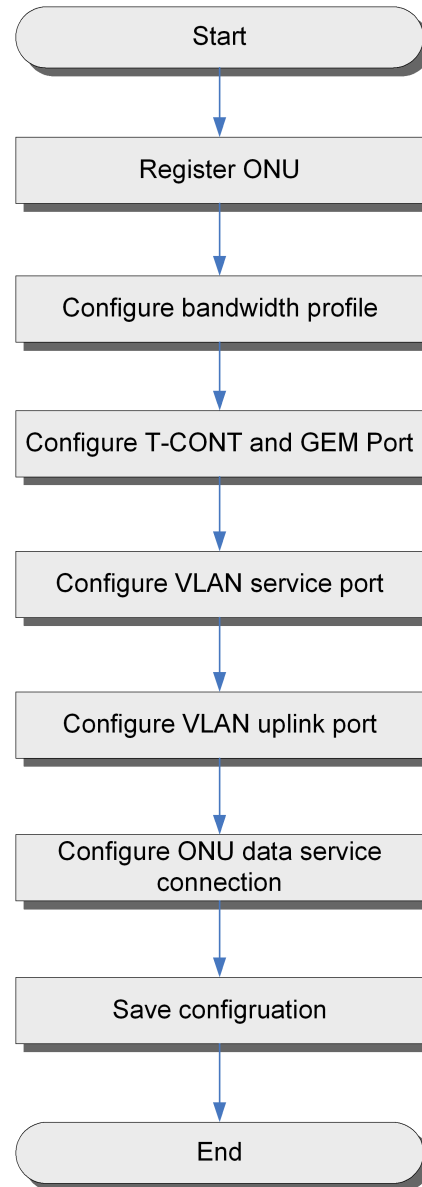 Start
Register ONU
Configure bandwidth profile
Configure T-CONT and GEM Port
Configure VLAN service port
Configure VLAN uplink port
Configure ONU data service
connection
Save configruation
End